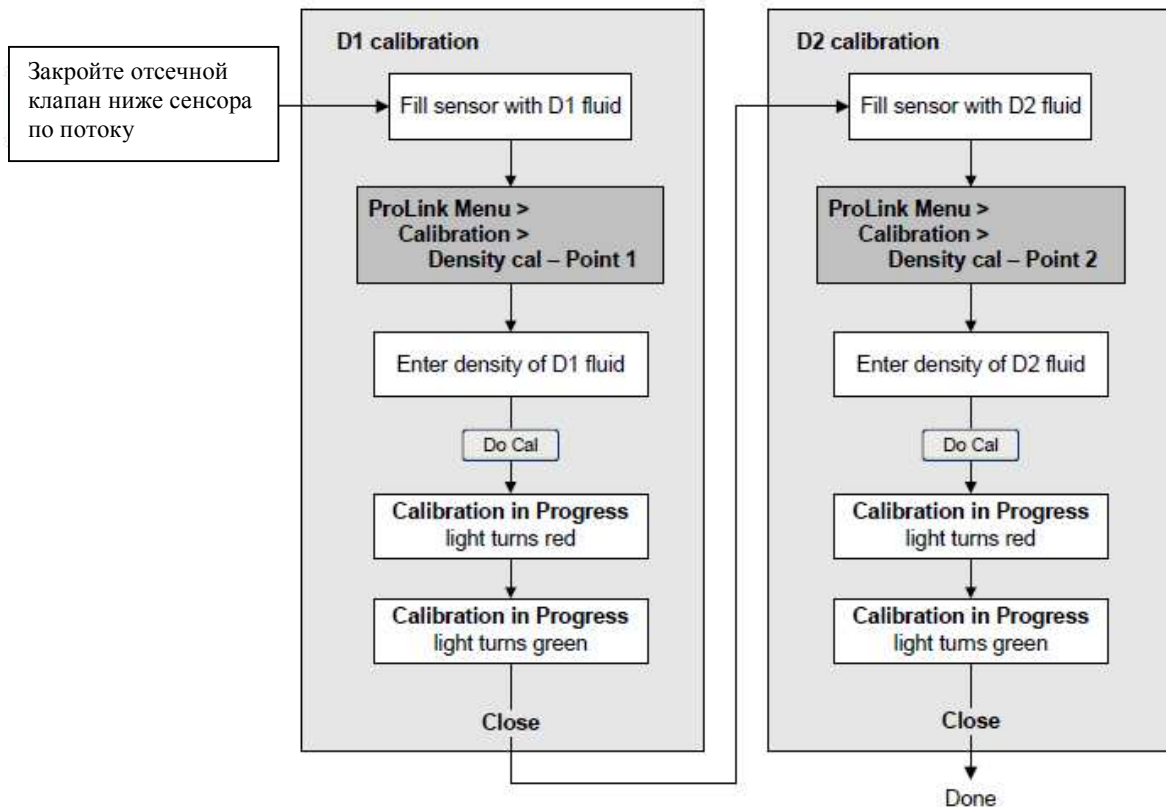 Закройте отсечной
клапан ниже сенсора
по потоку
D1 calibration
Fill sensor with D1 fluid
ProLink Menu >
Calibration >
Density cal – Point 1
Enter density of D1 fluid
Do Cal
Calibration in Progress
light turns red
Calibration in Progress
light turns green
Close
D2 calibration
Fill sensor with D2 fluid
ProLink Menu >
Calibration >
Density cal – Point 2
Enter density of D2 fluid
Do Cal
Calibration in Progress
light turns red
Calibration in Progress
light turns green
Close
Done